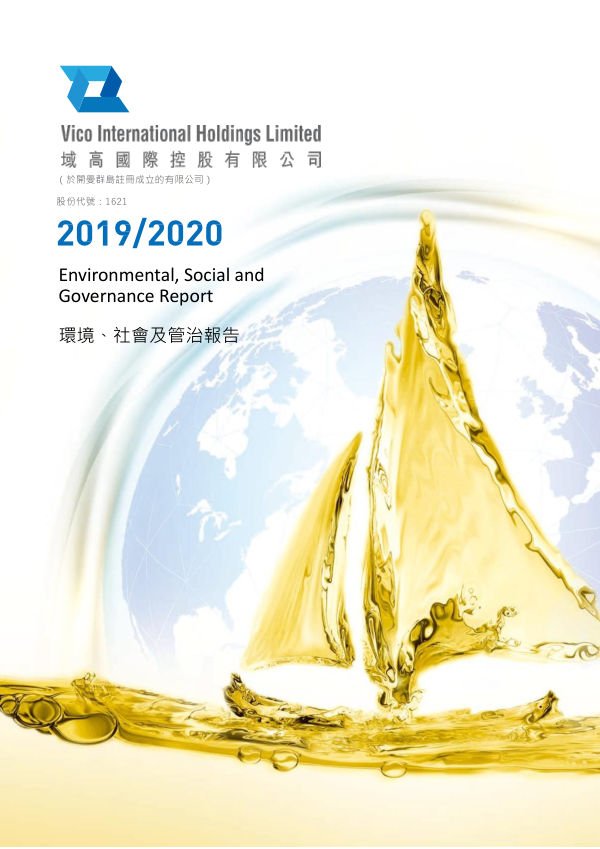 Vico International Holdings Limited
域高國際控股有限公司
(於開曼群島註冊成立的有限公司)
股份代號：1621
2019/2020
Environmental, Social and
Governance Report
環境、社會及管治報告